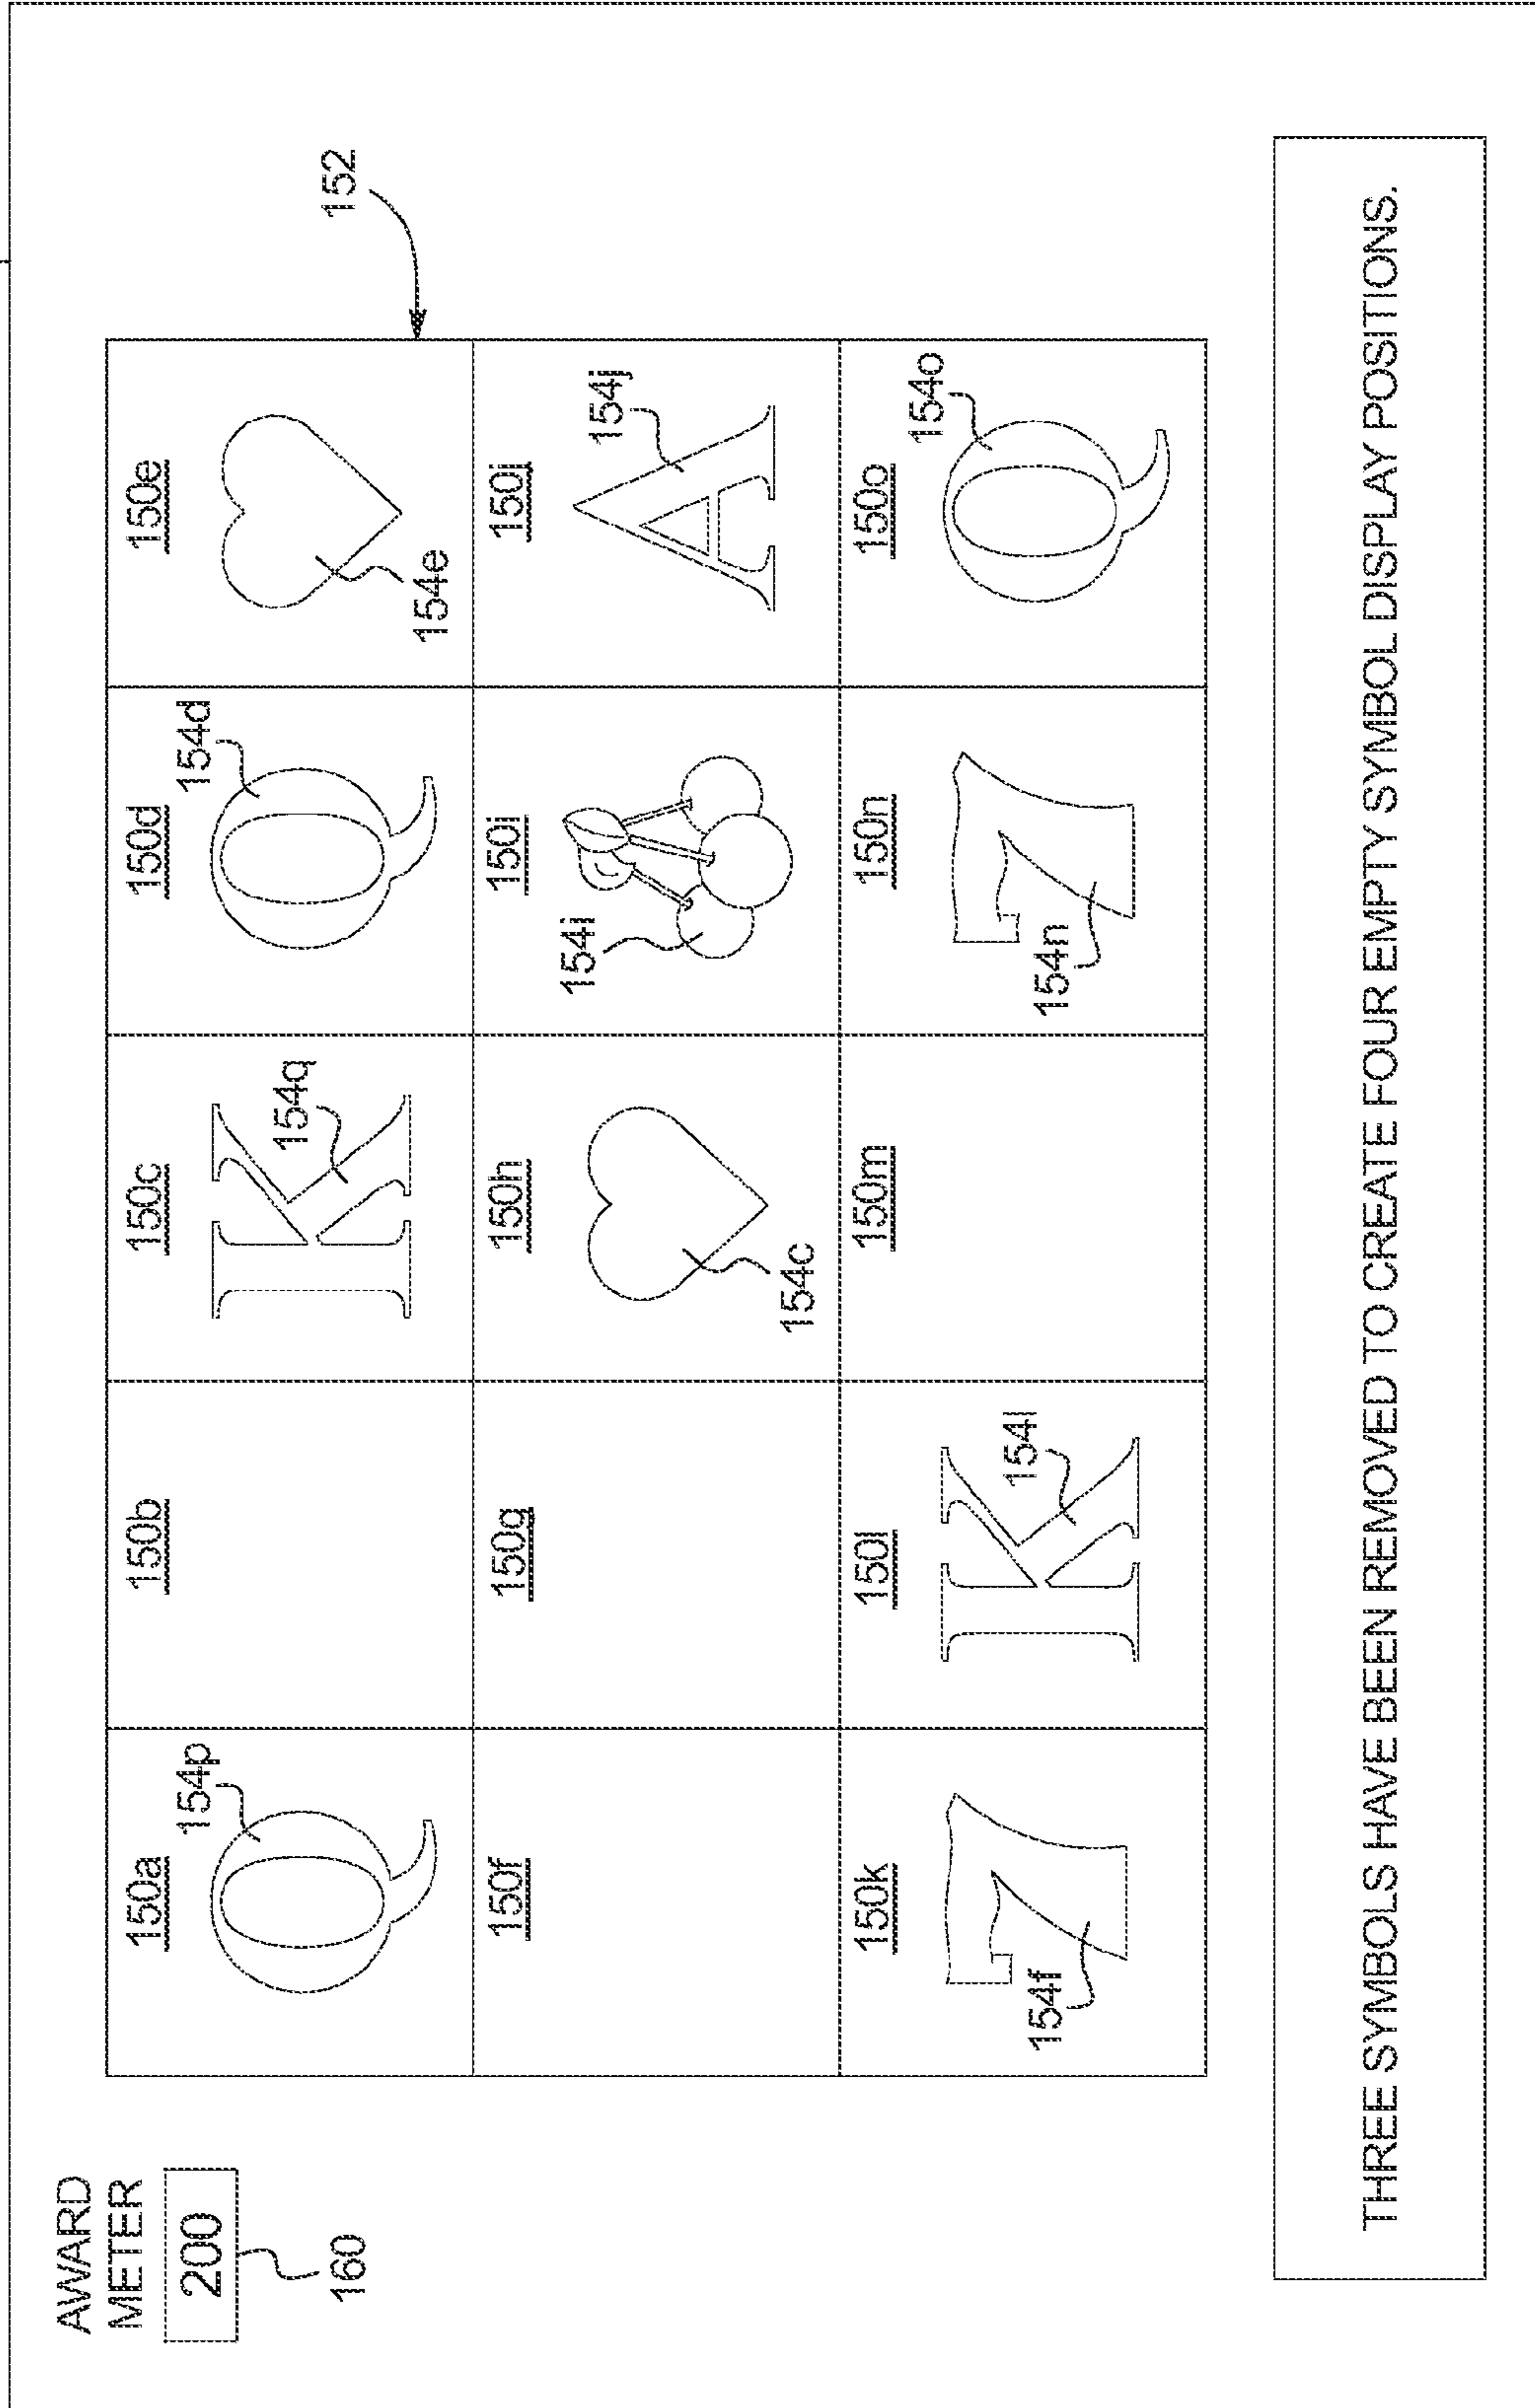 AWARD
METER
200
160
152
150a 150b 150c 150d 150e
154p 154q 154d 154e
Q K Q
150f 150g 150h 150i 150j
154c 154i 154j
A
150k 150l 150m 150n 150o
154f 154l 154n 154o
7 K 7 Q
THREE SYMBOLS HAVE BEEN REMOVED TO CREATE FOUR EMPTY SYMBOL DISPLAY POSITIONS.